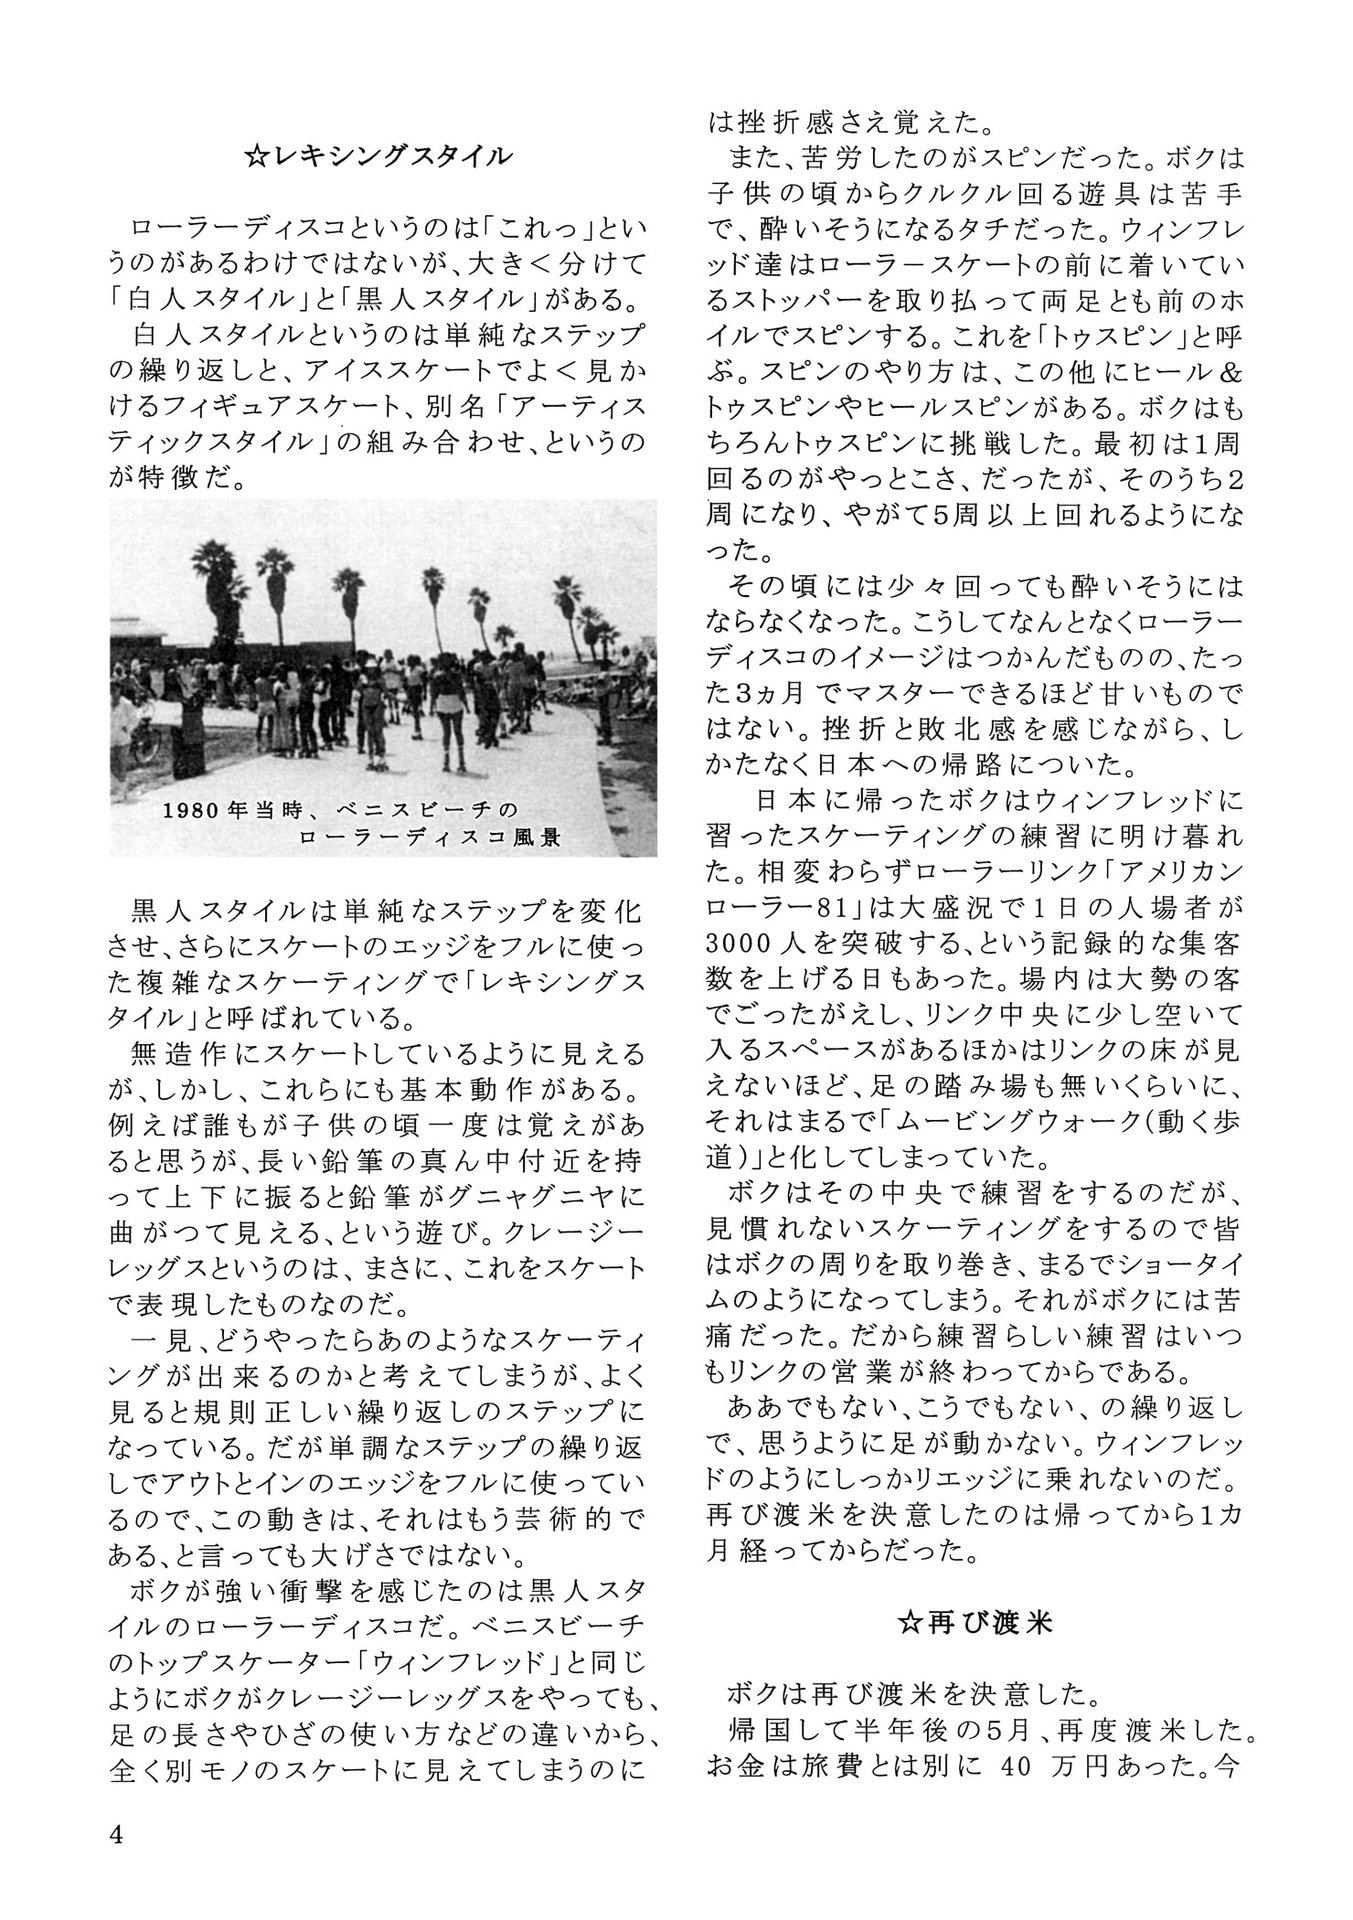 ☆レキシングスタイル
ローラーディスコというのは「これっ」とい
うのがあるわけではないが、大きく分けて
「白人スタイル」と「黒人スタイル」がある。
白人スタイルというのは単純なステップ
の繰り返しと、アイススケートでよく見か
けるフィギュアスケート、別名「アーティス
ティックスタイル」の組み合わせ、というの
が特徴だ。
1980年当時、ベニスビーチの
ローラーディスコ風景
黒人スタイルは単純なステップを変化
させ、さらにスケートのエッジをフルに使っ
た複雑なスケーティングで「レキシングス
タイル」と呼ばれている。
無造作にスケートしているように見える
が、しかし、これらにも基本動作がある。
例えば誰もが子供の頃一度は覚えがあ
ると思うが、長い鉛筆の真ん中付近を持
って上下に振ると鉛筆がグニャグニヤに
曲がつて見える、という遊び。クレージー
レッグスというのは、まさに、これをスケート
で表現したものなのだ。
一見、どうやったらあのようなスケーティ
ングが出来るのかと考えてしまうが、よく
見ると規則正しい繰り返しのステップに
なっている。だが単調なステップの繰り返
しでアウトとインのエッジをフルに使ってい
るので、この動きは、それはもう芸術的で
ある、と言っても大げさではない。
ボクが強い衝撃を感じたのは黒人スタ
イルのローラーディスコだ。ベニスビーチ
のトップスケーター「ウィンフレッド」と同じ
ようにボクがクレージーレッグスをやっても、
足の長さやひざの使い方などの違いから、
全く別モノのスケートに見えてしまうのに
は挫折感さえ覚えた。
また、苦労したのがスピンだった。ボクは
子供の頃からクルクル回る遊具は苦手
で、酔いそうになるタチだった。ウィンフレ
ッド達はローラ－スケートの前に着いてい
るストッパーを取り払って両足とも前のホ
イルでスピンする。これを「トゥスピン」と呼
ぶ。スピンのやり方は、この他にヒール＆
トゥスピンやヒールスピンがある。ボクはも
ちろんトゥスピンに挑戦した。最初は1周
回るのがやっとこさ、だったが、そのうち2
周になり、やがて5周以上回れるようにな
った。
その頃には少々回っても酔いそうには
ならなくなった。こうしてなんとなくローラー
ディスコのイメージはつかんだものの、たっ
た3ヵ月でマスターできるほど甘いもので
はない。挫折と敗北感を感じながら、し
かたなく日本への帰路についた。
日本に帰ったボクはウィンフレッドに
習ったスケーティングの練習に明け暮れ
た。相変わらずローラーリンク「アメリカン
ローラー81」は大盛況で1日の人場者が
3000人を突破する、という記録的な集客
数を上げる日もあった。場内は大勢の客
でごったがえし、リンク中央に少し空いて
入るスペースがあるほかはリンクの床が見
えないほど、足の踏み場も無いくらいに、
それはまるで「ムービングウォーク(動く歩
道)」と化してしまっていた。
ボクはその中央で練習をするのだが、
見慣れないスケーティングをするので皆
はボクの周りを取り巻き、まるでショータイ
ムのようになってしまう。それがボクには苦
痛だった。だから練習らしい練習はいつ
もリンクの営業が終わってからである。
ああでもない、こうでもない、の繰り返し
で、思うように足が動かない。ウィンフレッ
ドのようにしっかリエッジに乗れないのだ。
再び渡米を決意したのは帰ってから1カ
月経ってからだった。
☆再び渡米
ボクは再び渡米を決意した。
帰国して半年後の5月、再度渡米した。
お金は旅費とは別に 40 万円あった。今
4